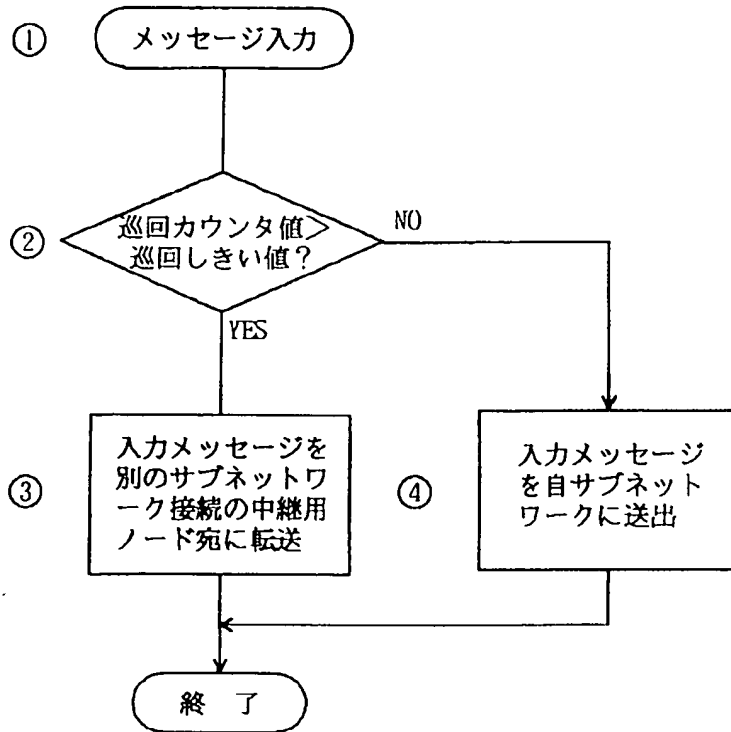 ①
メッセージ入力
②
巡回カウンタ値>
巡回しきい値?
NO
YES
③
入力メッセージを
別のサブネットワ
ーク接続の中継用
ノード宛に転送
④
入力メッセージ
を自サブネット
ワークに送出
終 了